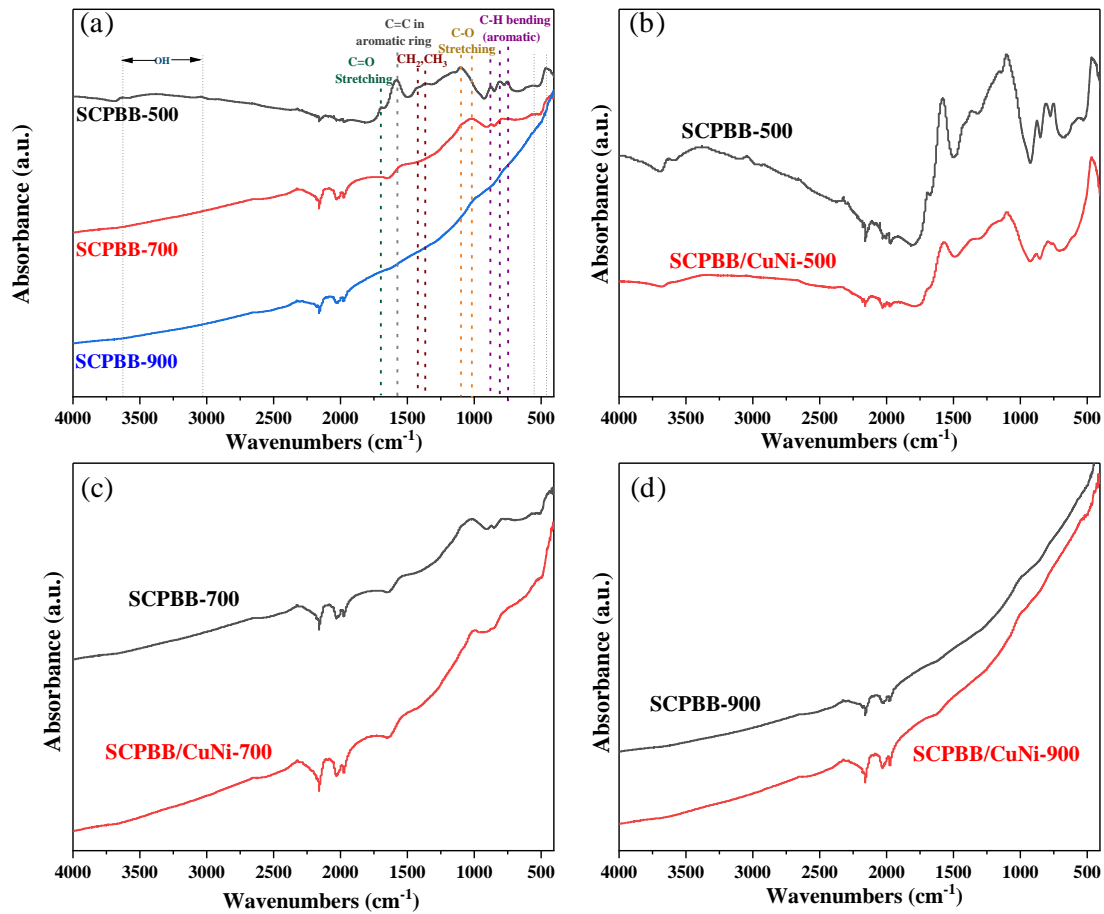 (a)
C=C in
aromatic ring
C-H bending
(aromatic)
C-O
Stretching
C=O
Stretching
CH2,CH3
OH
SCPBB-500
SCPBB-700
SCPBB-900
Absorbance (a.u.)
4000 3500 3000 2500 2000 1500 1000 500
Wavenumbers (cm-1)
(b)
SCPBB-500
SCPBB/CuNi-500
Absorbance (a.u.)
4000 3500 3000 2500 2000 1500 1000 500
Wavenumbers (cm-1)
(c)
SCPBB-700
SCPBB/CuNi-700
Absorbance (a.u.)
4000 3500 3000 2500 2000 1500 1000 500
Wavenumbers (cm-1)
(d)
SCPBB-900
SCPBB/CuNi-900
Absorbance (a.u.)
4000 3500 3000 2500 2000 1500 1000 500
Wavenumbers (cm-1)